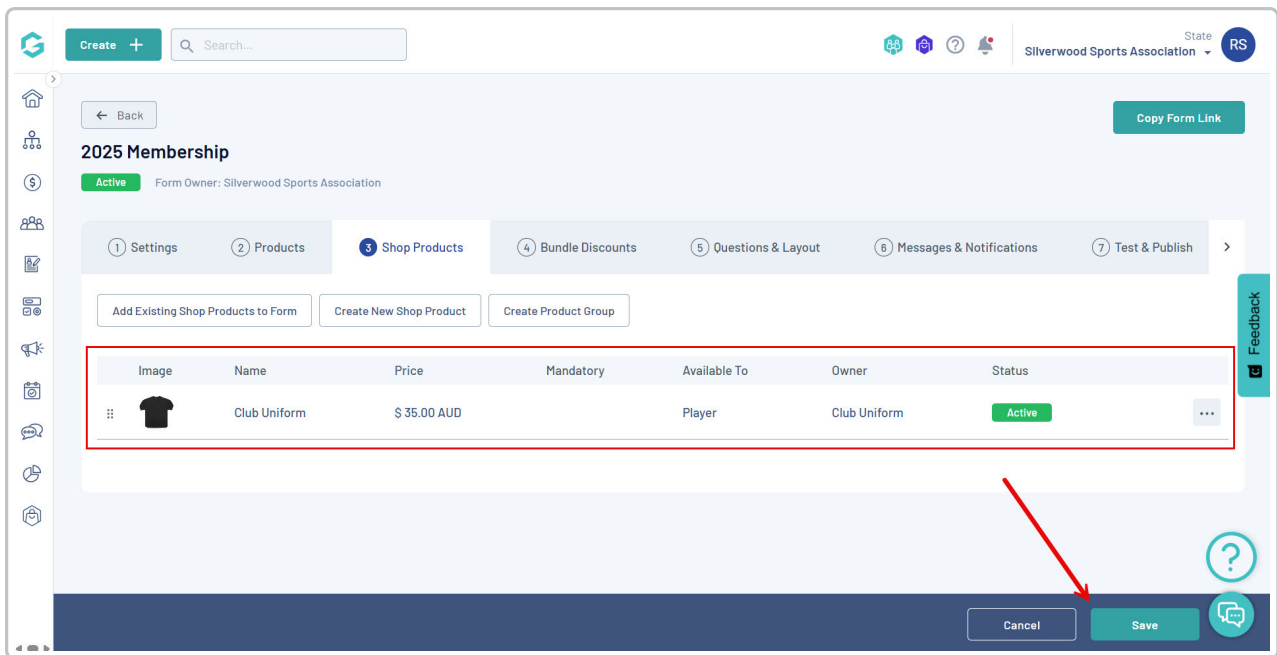 Create +
Search...
State
Silverwood Sports Association
RS
← Back
Copy Form Link
2025 Membership
Active Form Owner: Silverwood Sports Association
1 Settings 2 Products 3 Shop Products 4 Bundle Discounts 5 Questions & Layout 6 Messages & Notifications 7 Test & Publish
Add Existing Shop Products to Form Create New Shop Product Create Product Group
Feedback
Image Name Price Mandatory Available To Owner Status
Club Uniform $ 35.00 AUD Player Club Uniform Active
Cancel Save